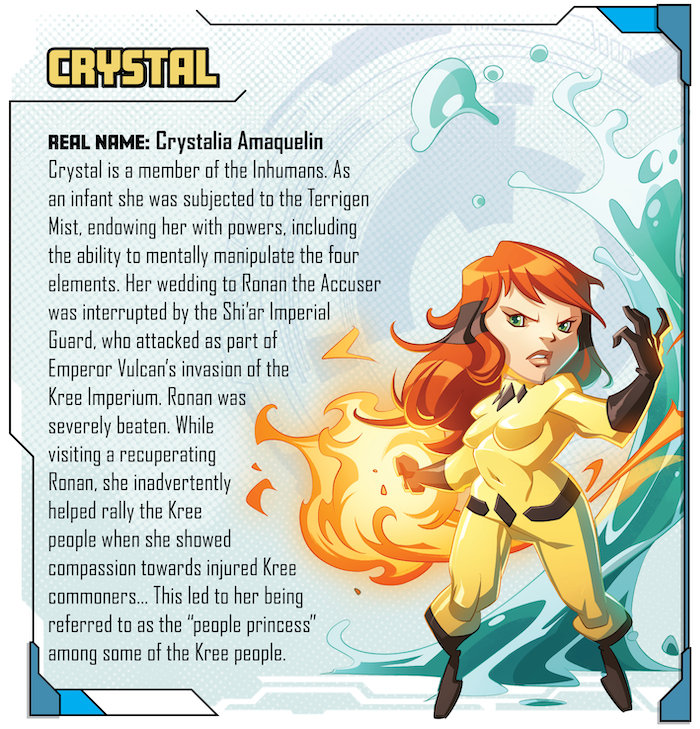 CRYSTAL
REAL NAME: Crystalia Amaquelin
Crystal is a member of the Inhumans. As
an infant she was subjected to the Terrigen
Mist, endowing her with powers, including
the ability to mentally manipulate the four
elements. Her wedding to Ronan the Accuser
was interrupted by the Shi'ar Imperial
Guard, who attacked as part of
Emperor Vulcan's invasion of the
Kree Imperium. Ronan was
severely beaten. While
visiting a recuperating
Ronan, she inadvertently
helped rally the Kree
people when she showed
compassion towards injured Kree
commoners... This led to her being
referred to as the “people princess”
among some of the Kree people.